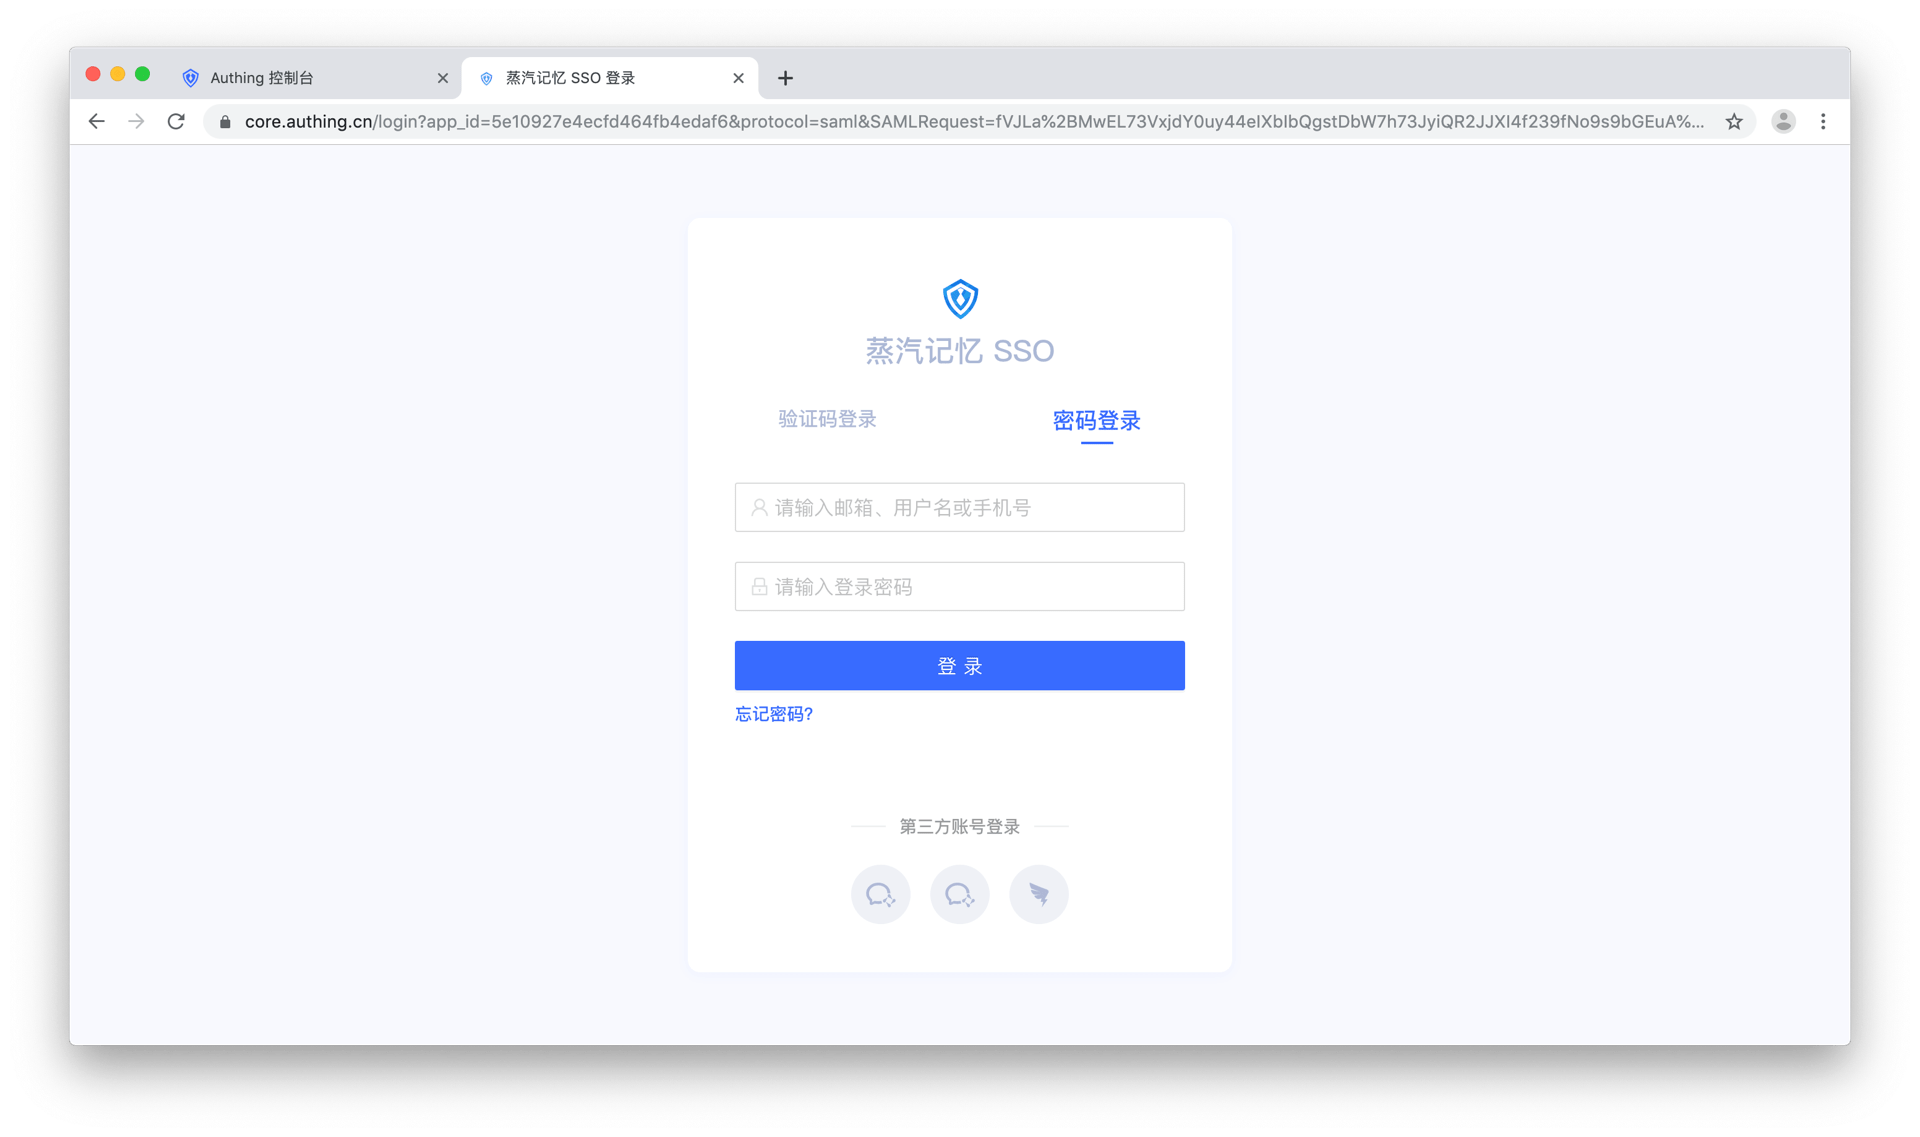 Authing 控制台
蒸汽记忆 SSO 登录
core.authing.cn/login?app_id=5e10927e4ecfd464fb4edaf6&protocol=saml&SAMLRequest=fVJLa%2BMwEL73VxjdY0uy44eIXbIbQgstDbW7h73JyiQR2JJXI4f239fNo9s9bGEuA%...
蒸汽记忆 SSO
验证码登录
密码登录
请输入邮箱、用户名或手机号
请输入登录密码
登 录
忘记密码?
第三方账号登录